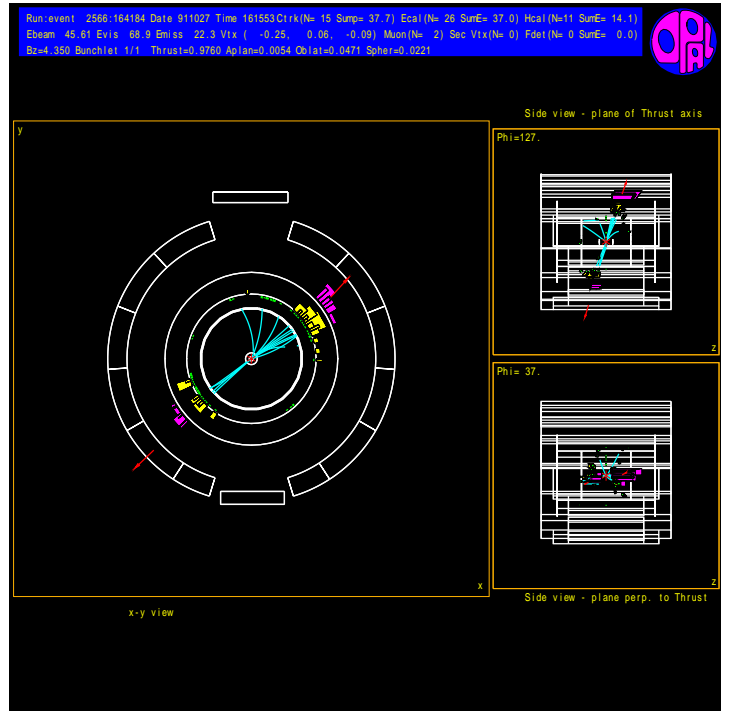 Run:event 2566:164184 Date 911027 Time 161553 Ctrk(N= 15 Sump= 37.7) Ecal(N= 26 SumE= 37.0) Hcal(N=11 SumE= 14.1)
Ebeam 45.61 Evis 68.9 Emiss 22.3 Vtx ( -0.25, 0.06, -0.09) Muon(N= 2) Sec Vtx(N= 0) Fdet(N= 0 SumE= 0.0)
Bz=4.350 Bunchlet 1/1 Thrust=0.9760 Aplan=0.0054 Oblat=0.0471 Spher=0.0221
OPAL
Side view - plane of Thrust axis
y
Phi=127.
z
Phi= 37.
x
z
Side view - plane perp. to Thrust
x-y view